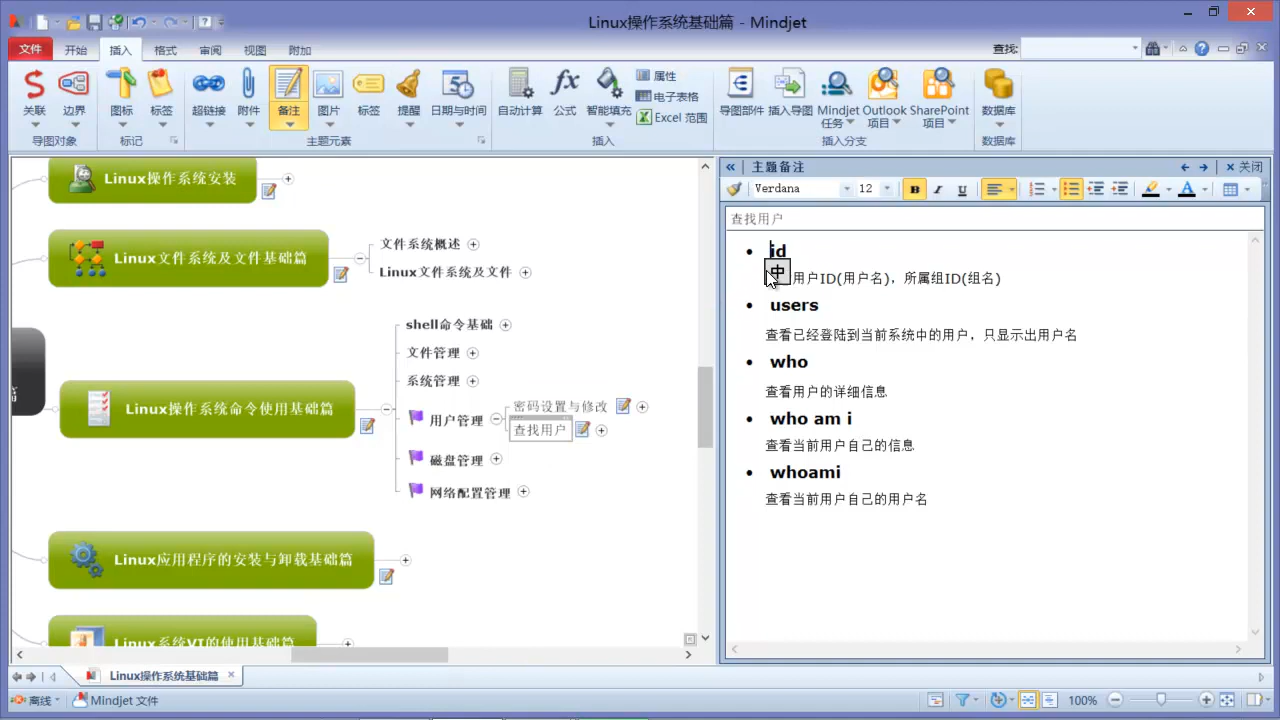 Linux操作系统基础篇 - Mindjet
文件 开始 插入 格式 审阅 视图 附加 查找:
关联 边界 图标 标签 超链接 附件 备注 图片 标签 提醒 日期与时间 自动计算 公式 智能填充 属性 电子表格 Excel 范围 导图部件 插入导图 Mindjet 任务 Outlook 项目 SharePoint 项目 数据库
导图对象 标记 主题元素 插入 插入分支 数据库
Linux操作系统安装
Linux文件系统及文件基础篇
文件系统概述
Linux文件系统及文件
篇
Linux操作系统命令使用基础篇
shell命令基础
文件管理
系统管理
用户管理
密码设置与修改
查找用户
磁盘管理
网络配置管理
Linux应用程序的安装与卸载基础篇
Linux系统VI的使用基础篇
主题备注 关闭
Verdana 12 B I U A
查找用户
• id
中
用户ID(用户名)，所属组ID(组名)
• users
查看已经登陆到当前系统中的用户，只显示出用户名
• who
查看用户的详细信息
• who am i
查看当前用户自己的信息
• whoami
查看当前用户自己的用户名
Linux操作系统基础篇
离线 Mindjet 文件 100%